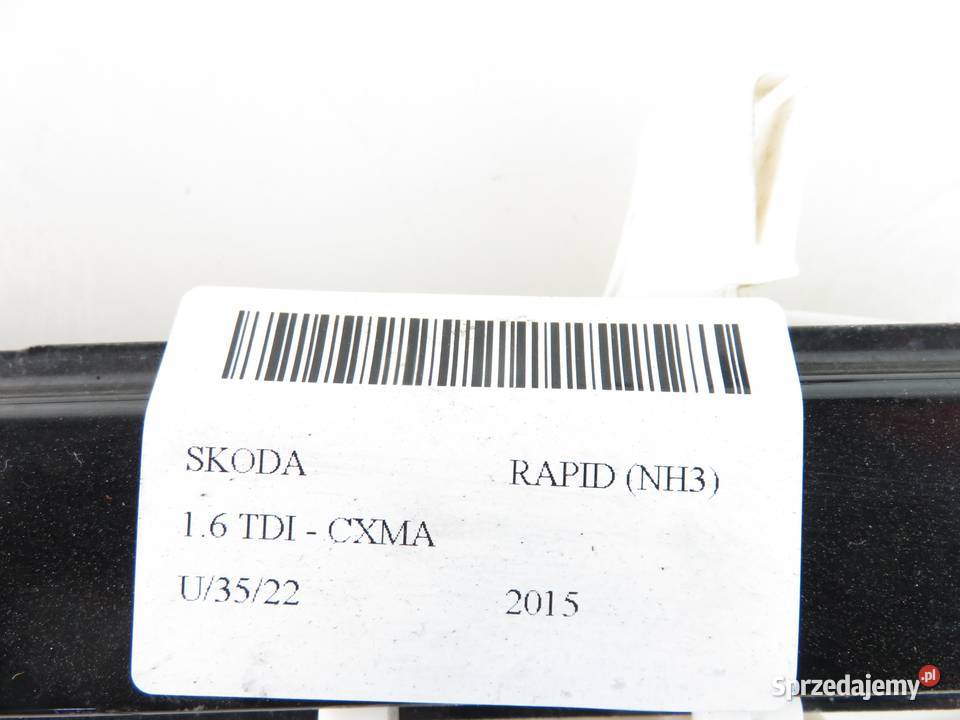 SKODA RAPID (NH3)
1.6 TDI - CXMA
U/35/22 2015
Sprzedajemy.pl